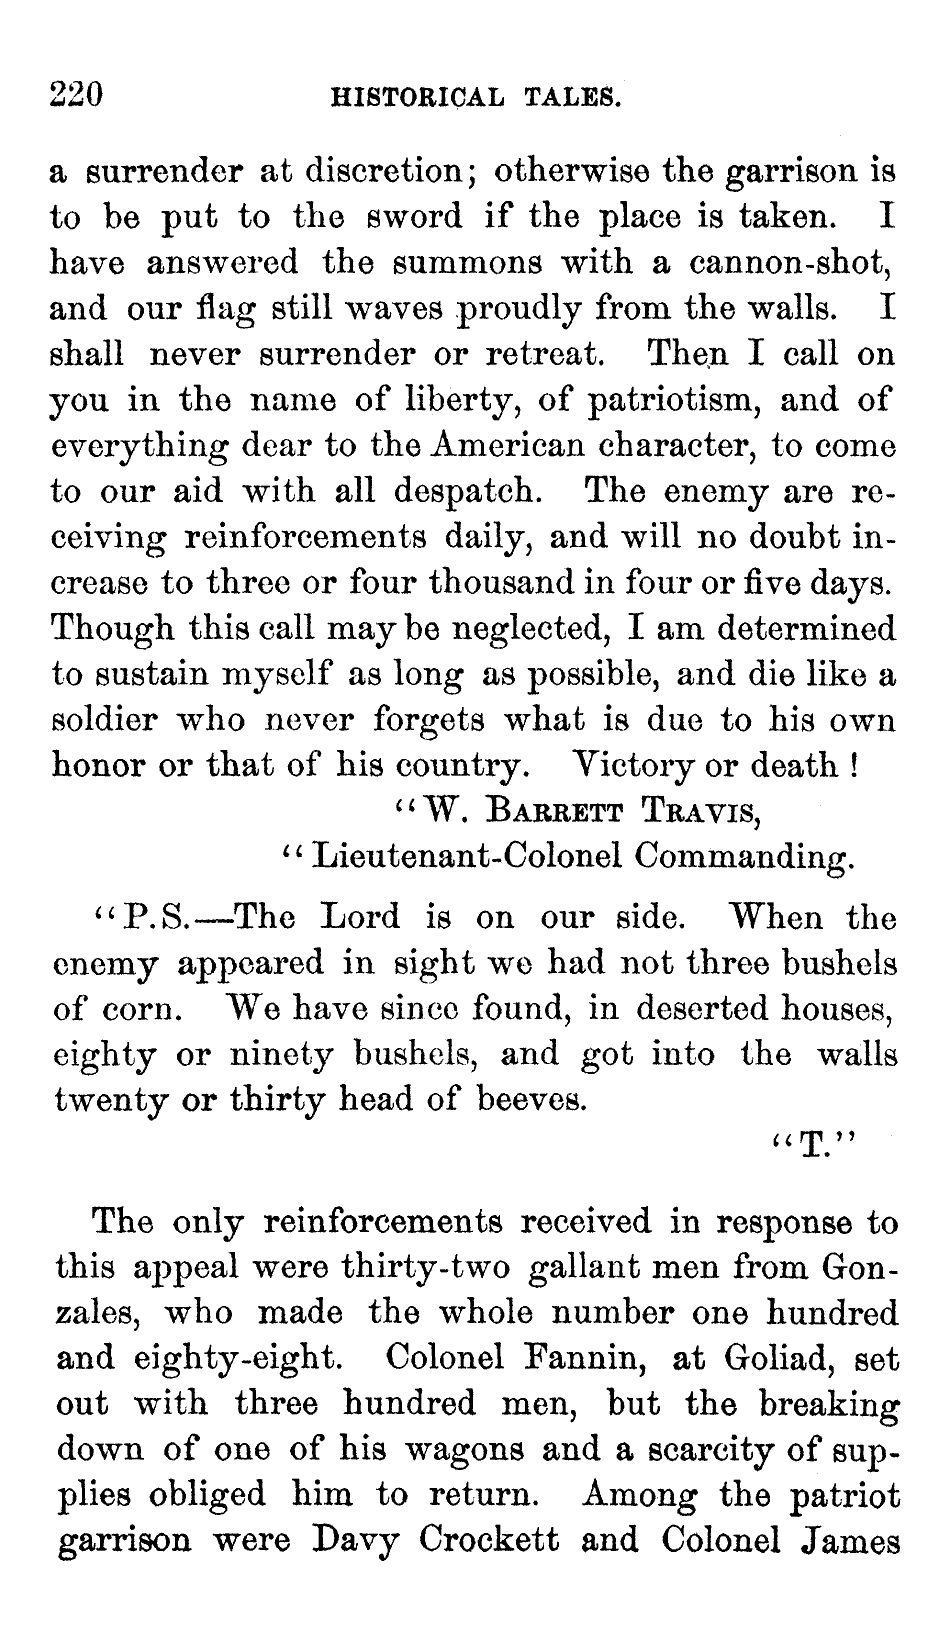 220 HISTORICAL TALES.
a surrender at discretion; otherwise the garrison is
to be put to the sword if the place is taken. I
have answered the summons with a cannon-shot,
and our flag still waves proudly from the walls. I
shall never surrender or retreat. Then I call on
you in the name of liberty, of patriotism, and of
everything dear to the American character, to come
to our aid with all despatch. The enemy are re-
ceiving reinforcements daily, and will no doubt in-
crease to three or four thousand in four or five days.
Though this call may be neglected, I am determined
to sustain myself as long as possible, and die like a
soldier who never forgets what is due to his own
honor or that of his country. Victory or death!
“W. BARRETT TRAVIS,
“Lieutenant-Colonel Commanding.
“P.S.—The Lord is on our side. When the
enemy appeared in sight we had not three bushels
of corn. We have since found, in deserted houses,
eighty or ninety bushels, and got into the walls
twenty or thirty head of beeves.
“T.”
The only reinforcements received in response to
this appeal were thirty-two gallant men from Gon-
zales, who made the whole number one hundred
and eighty-eight. Colonel Fannin, at Goliad, set
out with three hundred men, but the breaking
down of one of his wagons and a scarcity of sup-
plies obliged him to return. Among the patriot
garrison were Davy Crockett and Colonel James